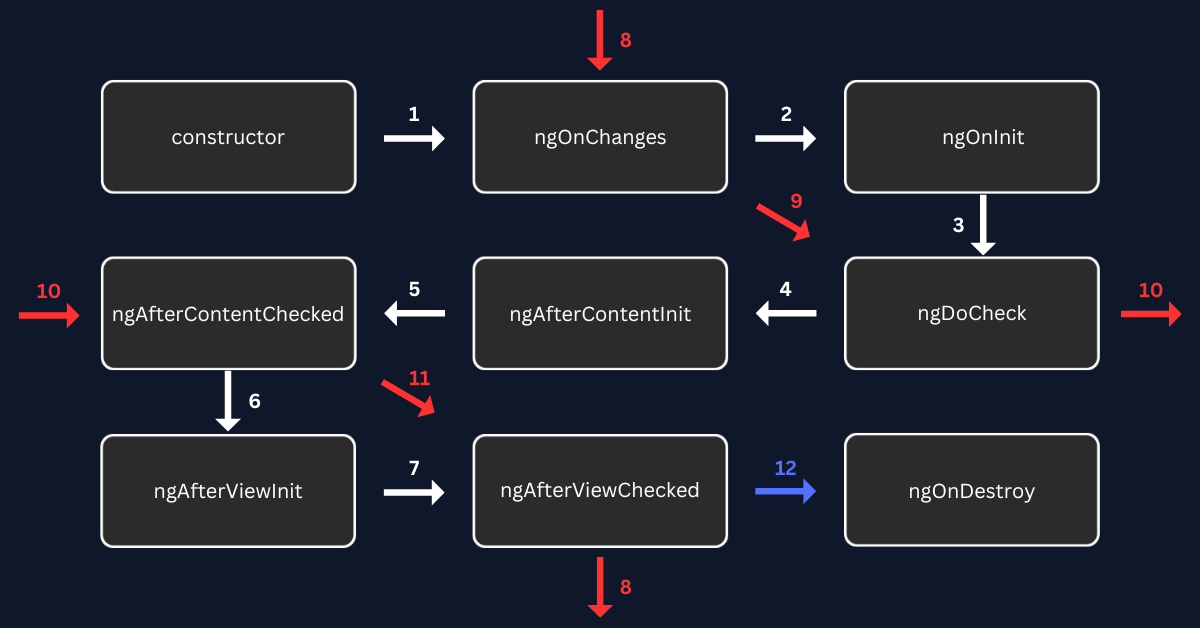 8
constructor
1
ngOnChanges
2
ngOnInit
9
3
10
ngAfterContentChecked
5
ngAfterContentInit
4
ngDoCheck
10
11
6
ngAfterViewInit
7
ngAfterViewChecked
12
ngOnDestroy
8